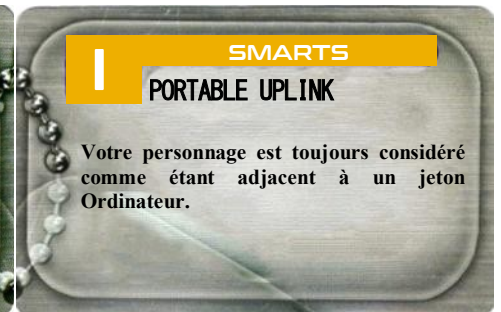 I
SMARTS
PORTABLE UPLINK
Votre personnage est toujours considéré
comme étant adjacent à un jeton
Ordinateur.